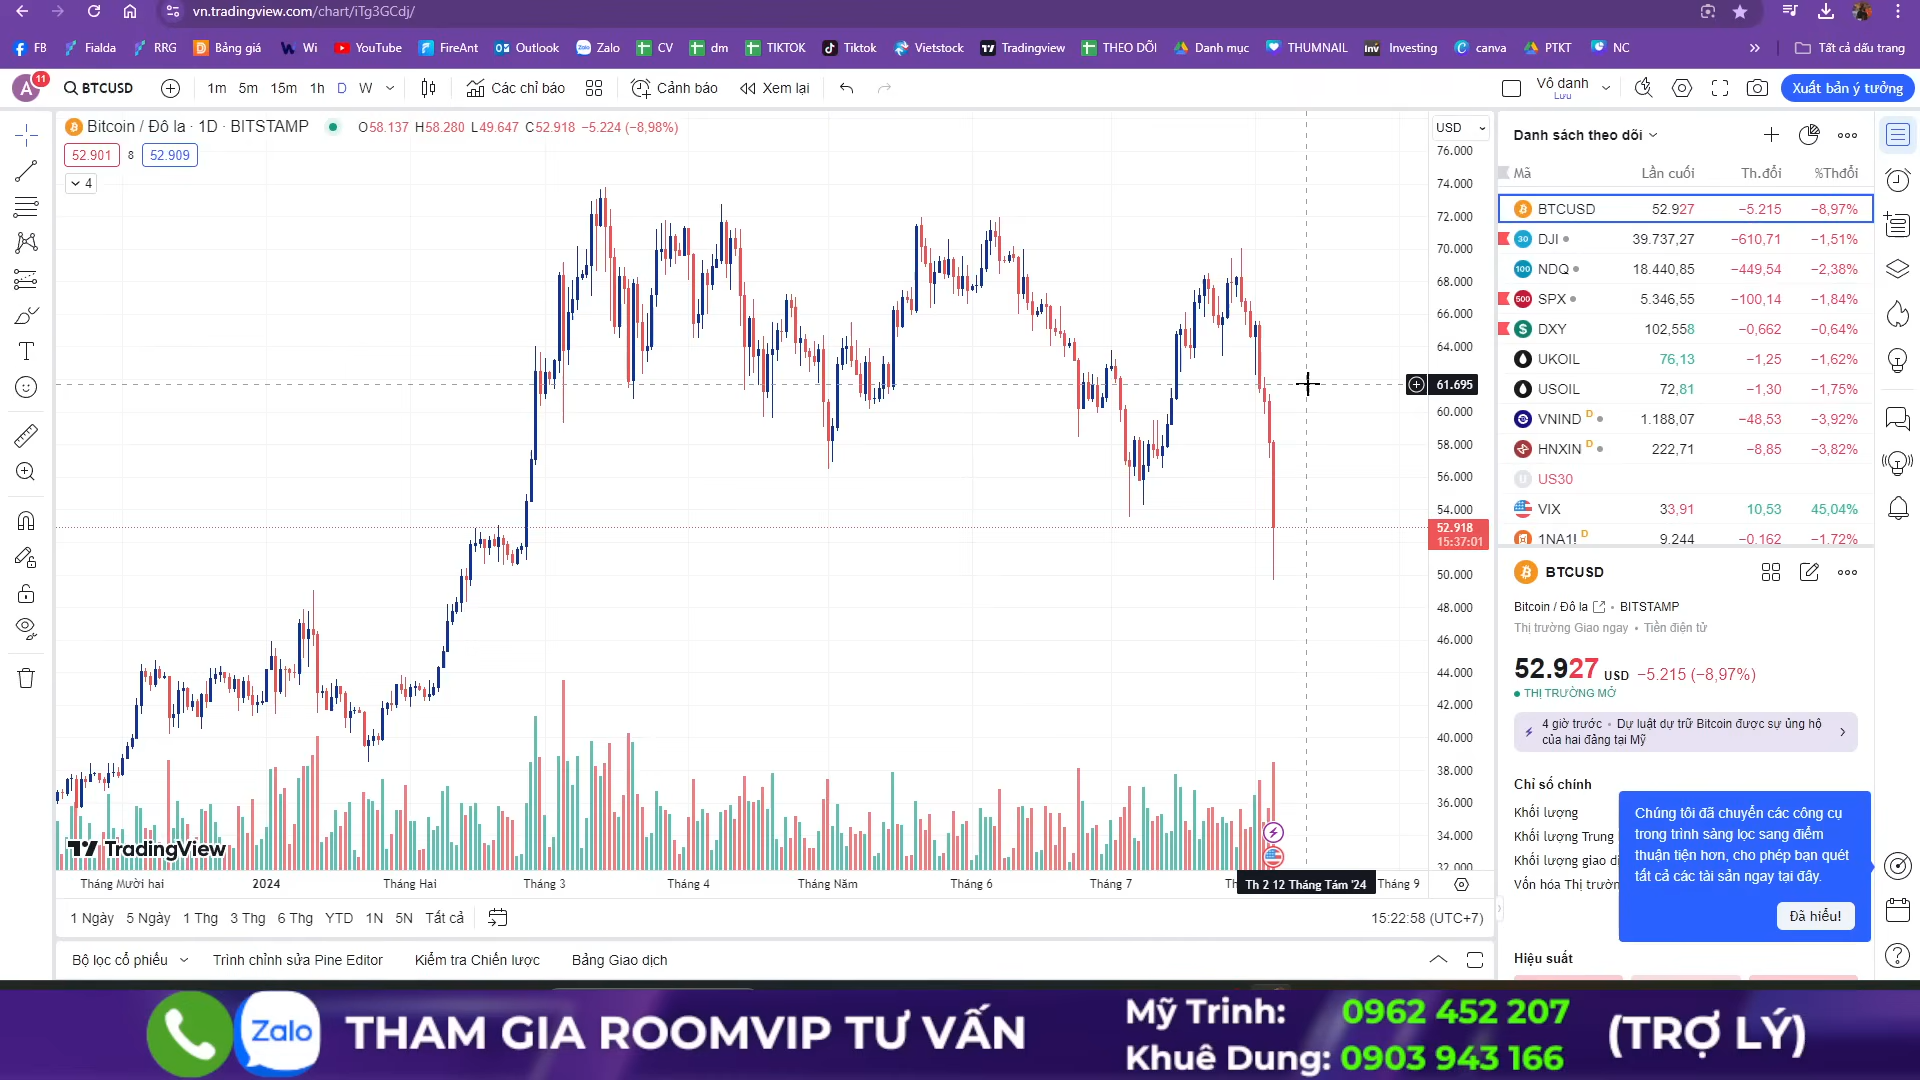 vn.tradingview.com/chart/iTg3GCdj/
FB Fialda RRG Bảng giá Wi YouTube FireAnt Outlook Zalo CV dm TIKTOK Tiktok Vietstock Tradingview THEO DÕI Danh mục THUMNAIL Investing canva PTKT NC Tất cả dấu trang
A 11 BTCUSD 1m 5m 15m 1h D W Các chỉ báo Cảnh báo Xem lại Vô danh Lưu Xuất bản ý tưởng
Bitcoin / Đô la · 1D · BITSTAMP O58.137 H58.280 L49.647 C52.918 −5.224 (−8,98%)
52.901 8 52.909
4
USD
76.000
74.000
72.000
70.000
68.000
66.000
64.000
61.695
60.000
58.000
56.000
54.000
52.918
15:37:01
50.000
48.000
46.000
44.000
42.000
40.000
38.000
36.000
34.000
32.000
TradingView
Tháng Mười hai 2024 Tháng Hai Tháng 3 Tháng 4 Tháng Năm Tháng 6 Tháng 7 Th 2 12 Tháng Tám '24 Tháng 9
1 Ngày 5 Ngày 1 Thg 3 Thg 6 Thg YTD 1N 5N Tất cả 15:22:58 (UTC+7)
Bộ lọc cổ phiếu Trình chỉnh sửa Pine Editor Kiểm tra Chiến lược Bảng Giao dịch
Danh sách theo dõi
Mã Lần cuối Th.đổi %Thđổi
BTCUSD 52.927 −5.215 −8,97%
30 DJI 39.737,27 −610,71 −1,51%
100 NDQ 18.440,85 −449,54 −2,38%
500 SPX 5.346,55 −100,14 −1,84%
DXY 102,558 −0,662 −0,64%
UKOIL 76,13 −1,25 −1,62%
USOIL 72,81 −1,30 −1,75%
VNIND D 1.188,07 −48,53 −3,92%
HNXIN D 222,71 −8,85 −3,82%
U US30
VIX 33,91 10,53 45,04%
1NA1! D 9.244 −0.162 −1.72%
BTCUSD
Bitcoin / Đô la • BITSTAMP
Thị trường Giao ngay • Tiền điện tử
52.927 USD −5.215 (−8,97%)
THỊ TRƯỜNG MỞ
4 giờ trước • Dự luật dự trữ Bitcoin được sự ủng hộ
của hai đảng tại Mỹ
Chỉ số chính
Khối lượng
Khối lượng Trung
Khối lượng giao dị
Vốn hóa Thị trườn
Chúng tôi đã chuyển các công cụ
trong trình sàng lọc sang điểm
thuận tiện hơn, cho phép bạn quét
tất cả các tài sản ngay tại đây.
Đã hiểu!
Hiệu suất
Zalo THAM GIA ROOMVIP TƯ VẤN
Mỹ Trinh: 0962 452 207
Khuê Dung: 0903 943 166
(TRỢ LÝ)